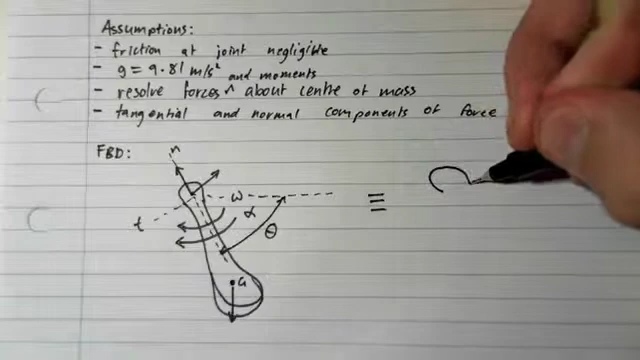 Assumptions:
- friction at joint negligible
- g = 9.81 m/s² and moments
- resolve forces ^ about centre of mass
- tangential and normal components of force
FBD:
n
ω
t
α
θ
≡
G